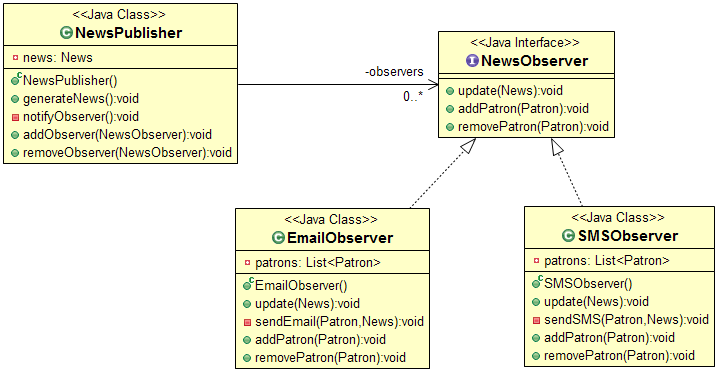 <<Java Class>>
NewsPublisher
news: News
NewsPublisher()
generateNews():void
notifyObserver():void
addObserver(NewsObserver):void
removeObserver(NewsObserver):void
-observers
0..*
<<Java Interface>>
NewsObserver
update(News):void
addPatron(Patron):void
removePatron(Patron):void
<<Java Class>>
EmailObserver
patrons: List<Patron>
EmailObserver()
update(News):void
sendEmail(Patron,News):void
addPatron(Patron):void
removePatron(Patron):void
<<Java Class>>
SMSObserver
patrons: List<Patron>
SMSObserver()
update(News):void
sendSMS(Patron,News):void
addPatron(Patron):void
removePatron(Patron):void